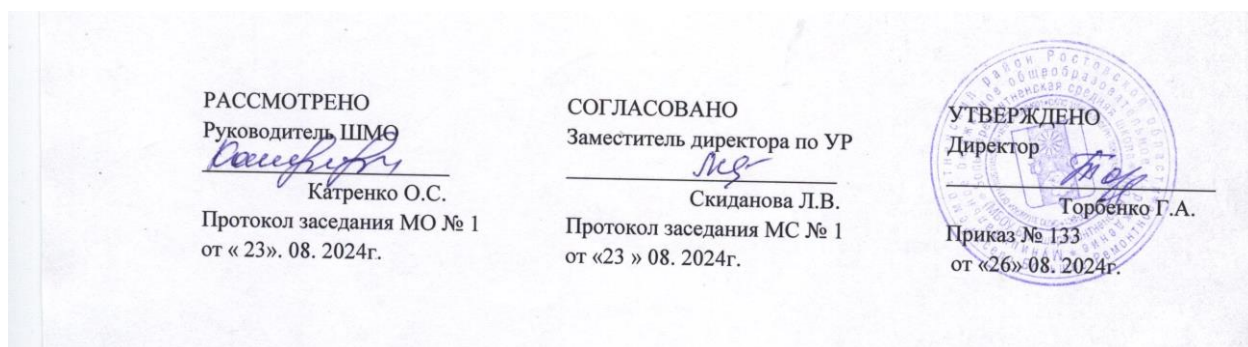 РАССМОТРЕНО
Руководитель ШМО
Катренко О.С.
Протокол заседания МО № 1
от « 23». 08. 2024г.
СОГЛАСОВАНО
Заместитель директора по УР
Скиданова Л.В.
Протокол заседания МС № 1
от «23 » 08. 2024г.
УТВЕРЖДЕНО
Директор
Торбенко Г.А.
Приказ № 133
от «26» 08. 2024г.
район Ростовской